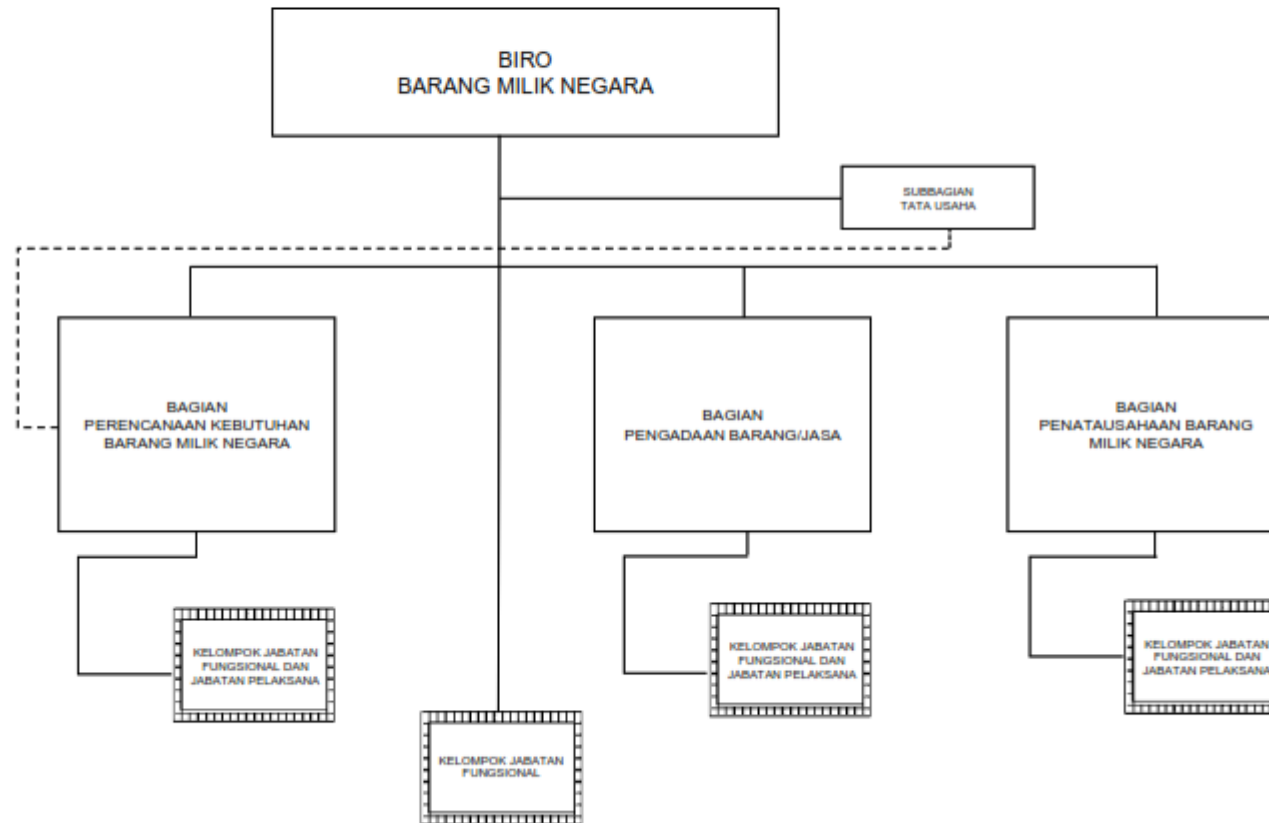 BIRO
BARANG MILIK NEGARA
SUBBAGIAN
TATA USAHA
BAGIAN
PERENCANAAN KEBUTUHAN
BARANG MILIK NEGARA
BAGIAN
PENGADAAN BARANG/JASA
BAGIAN
PENATAUSAHAAN BARANG
MILIK NEGARA
KELOMPOK JABATAN
FUNGSIONAL DAN
JABATAN PELAKSANA
KELOMPOK JABATAN
FUNGSIONAL DAN
JABATAN PELAKSANA
KELOMPOK JABATAN
FUNGSIONAL DAN
JABATAN PELAKSANA
KELOMPOK JABATAN
FUNGSIONAL